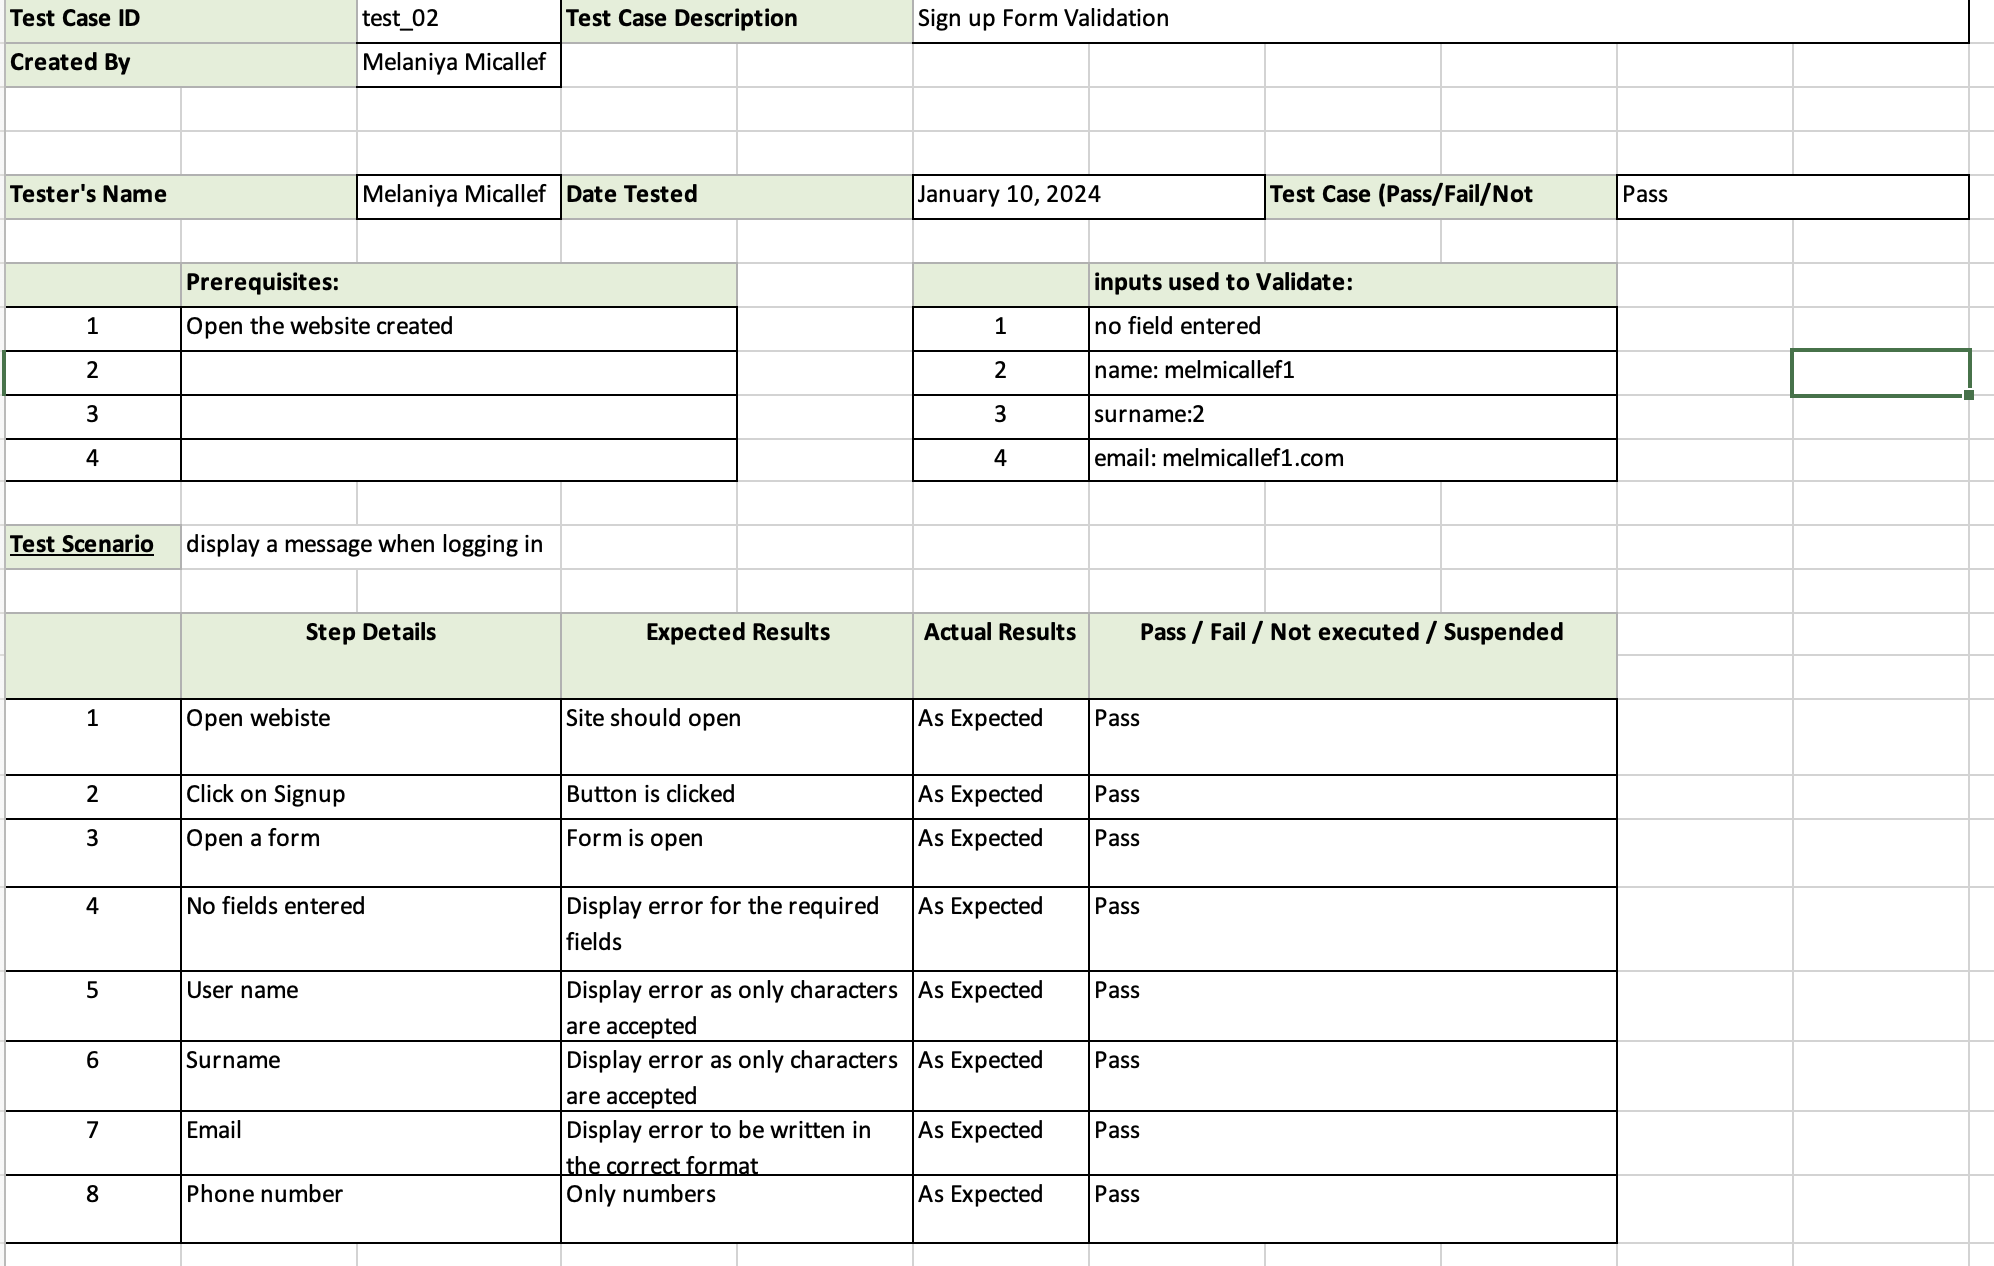 Test Case ID test_02 Test Case Description Sign up Form Validation
Created By Melaniya Micallef
Tester's Name Melaniya Micallef Date Tested January 10, 2024 Test Case (Pass/Fail/Not Pass
Prerequisites: inputs used to Validate:
1 Open the website created 1 no field entered
2 2 name: melmicallef1
3 3 surname:2
4 4 email: melmicallef1.com
Test Scenario display a message when logging in
Step Details Expected Results Actual Results Pass / Fail / Not executed / Suspended
1 Open webiste Site should open As Expected Pass
2 Click on Signup Button is clicked As Expected Pass
3 Open a form Form is open As Expected Pass
4 No fields entered Display error for the required As Expected Pass
fields
5 User name Display error as only characters As Expected Pass
are accepted
6 Surname Display error as only characters As Expected Pass
are accepted
7 Email Display error to be written in As Expected Pass
the correct format
8 Phone number Only numbers As Expected Pass